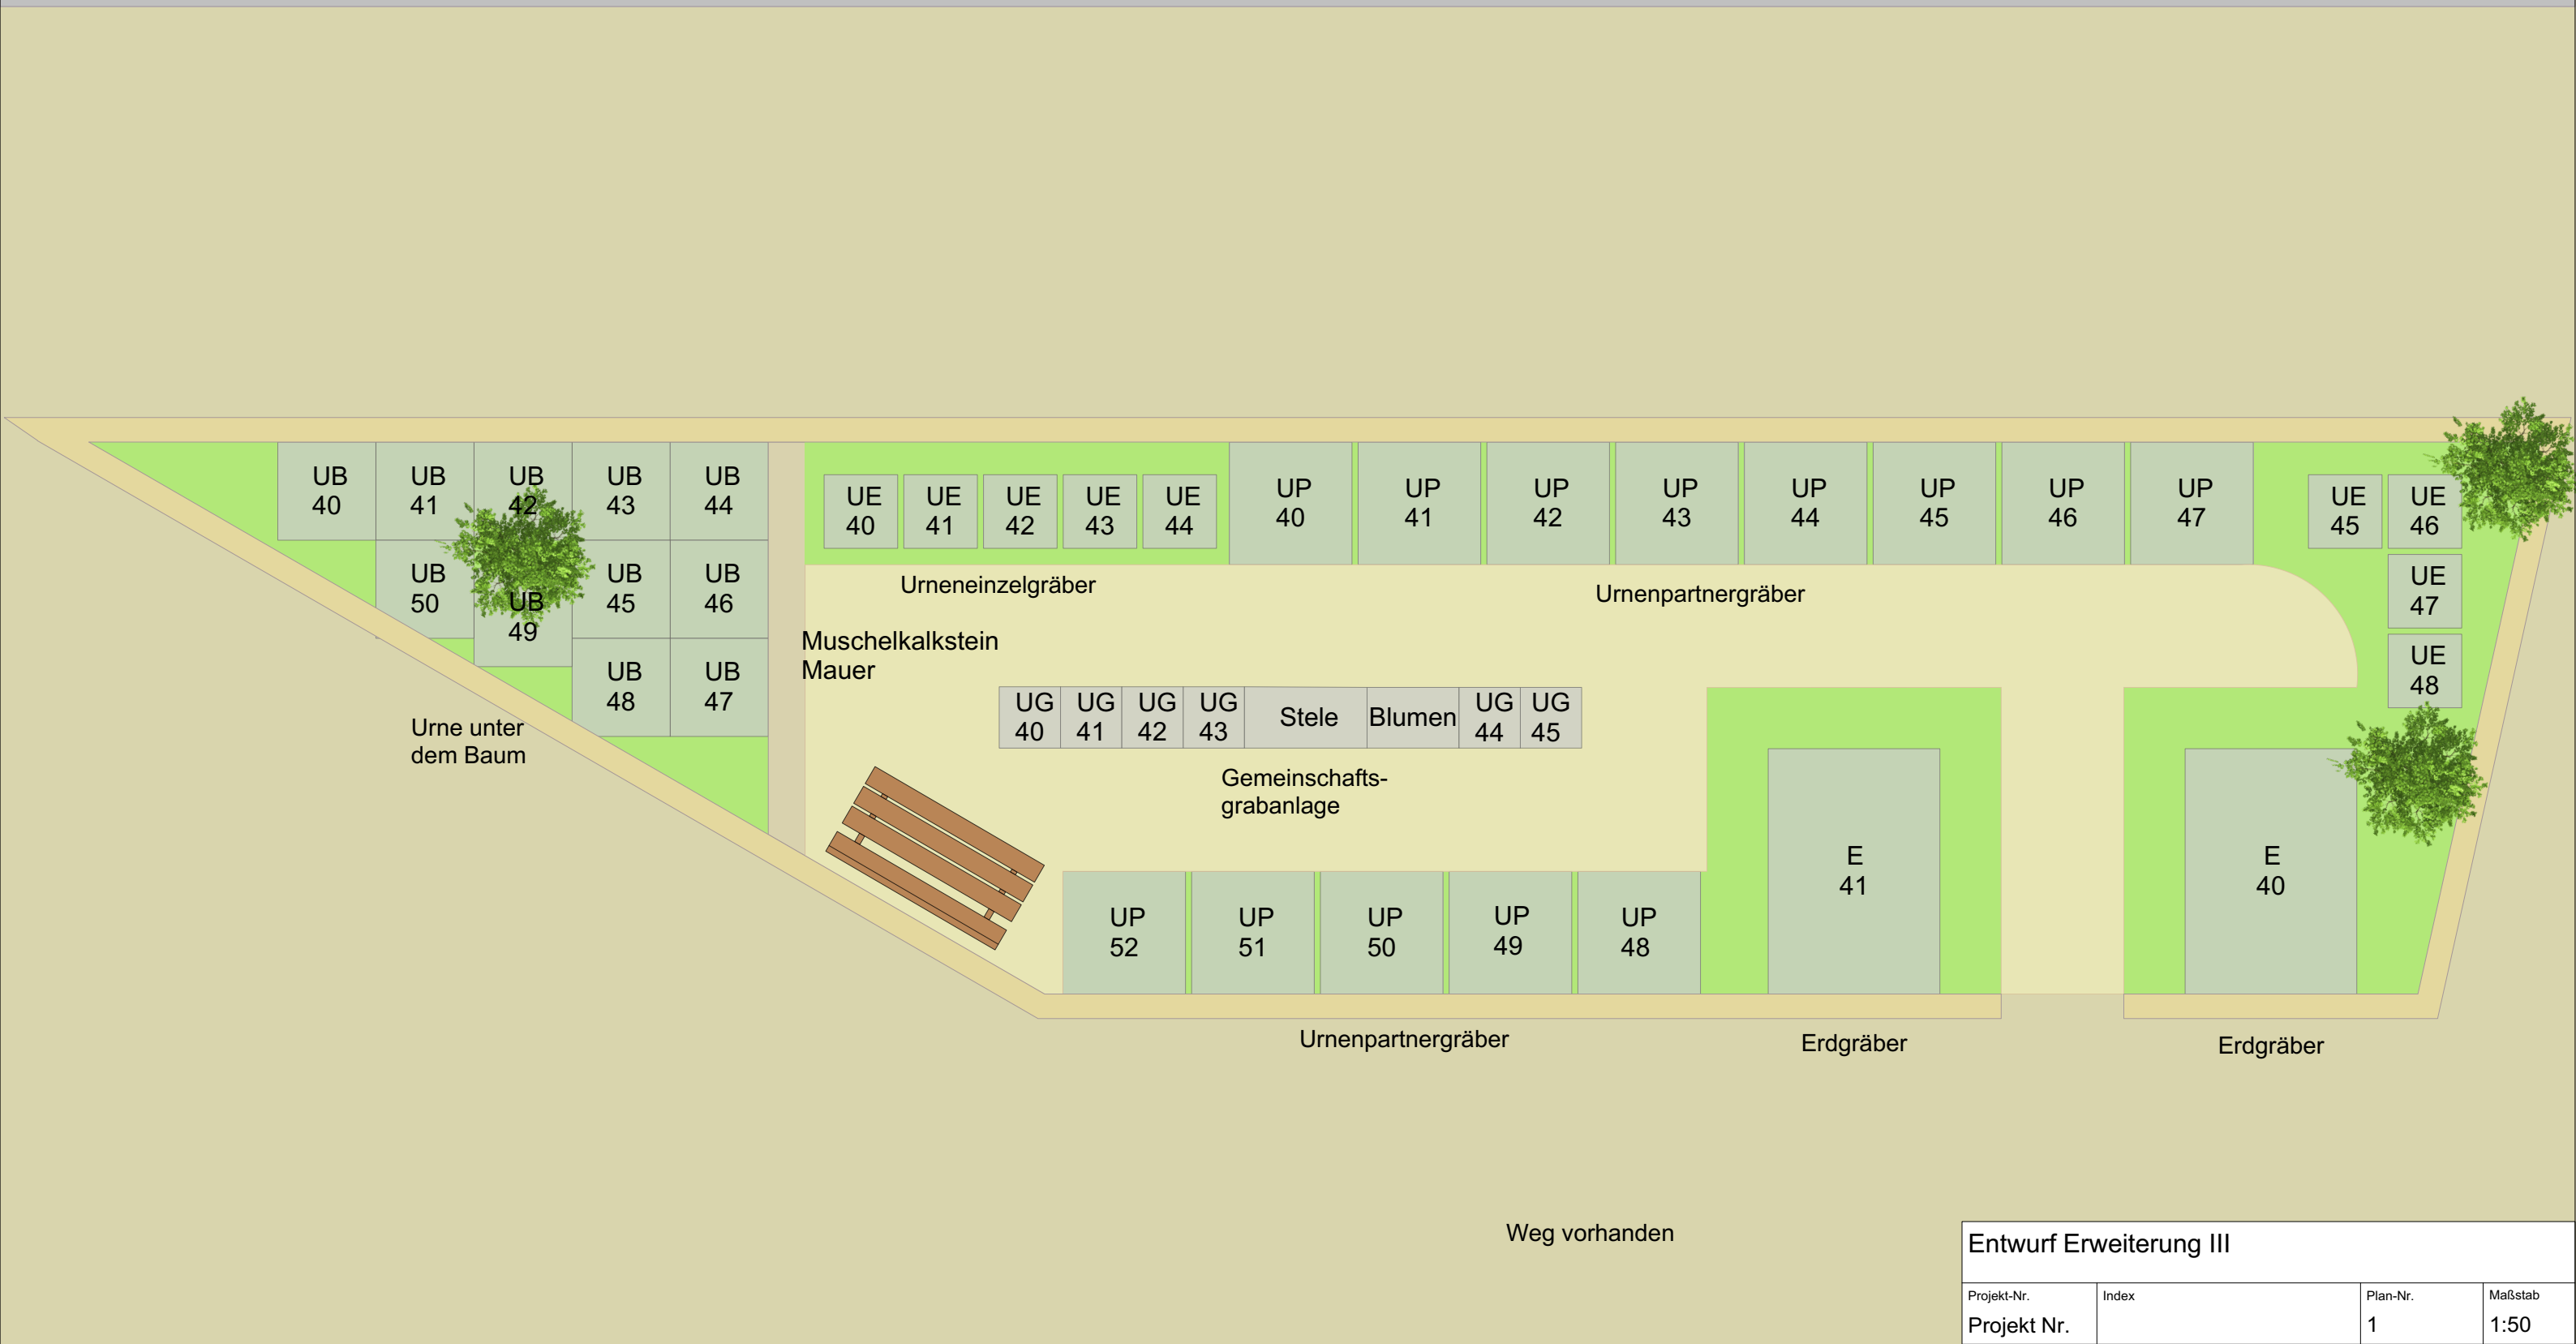 UB
40
UB
41
UB
42
UB
43
UB
44
UB
50
UB
49
UB
45
UB
46
UB
48
UB
47
Urne unter
dem Baum
UE
40
UE
41
UE
42
UE
43
UE
44
UP
40
UP
41
UP
42
UP
43
UP
44
UP
45
UP
46
UP
47
UE
45
UE
46
UE
47
UE
48
Urneneinzelgräber
Urnenpartnergräber
Muschelkalkstein
Mauer
UG
40
UG
41
UG
42
UG
43
Stele
Blumen
UG
44
UG
45
Gemeinschafts-
grabanlage
UP
52
UP
51
UP
50
UP
49
UP
48
E
41
E
40
Urnenpartnergräber
Erdgräber
Erdgräber
Weg vorhanden
Entwurf Erweiterung III
Projekt-Nr. Index Plan-Nr. Maßstab
Projekt Nr. 1 1:50